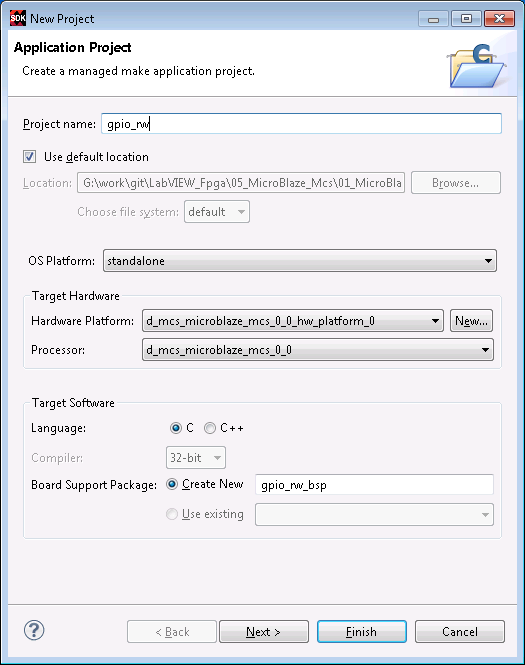 SDK New Project
Application Project
Create a managed make application project.
C
Project name: gpio_rw
Use default location
Location: G:\work\git\LabVIEW_Fpga\05_MicroBlaze_Mcs\01_MicroBla Browse...
Choose file system: default
OS Platform: standalone
Target Hardware
Hardware Platform: d_mcs_microblaze_mcs_0_0_hw_platform_0 New...
Processor: d_mcs_microblaze_mcs_0_0
Target Software
Language: C C++
Compiler: 32-bit
Board Support Package: Create New gpio_rw_bsp
Use existing
? < Back Next > Finish Cancel